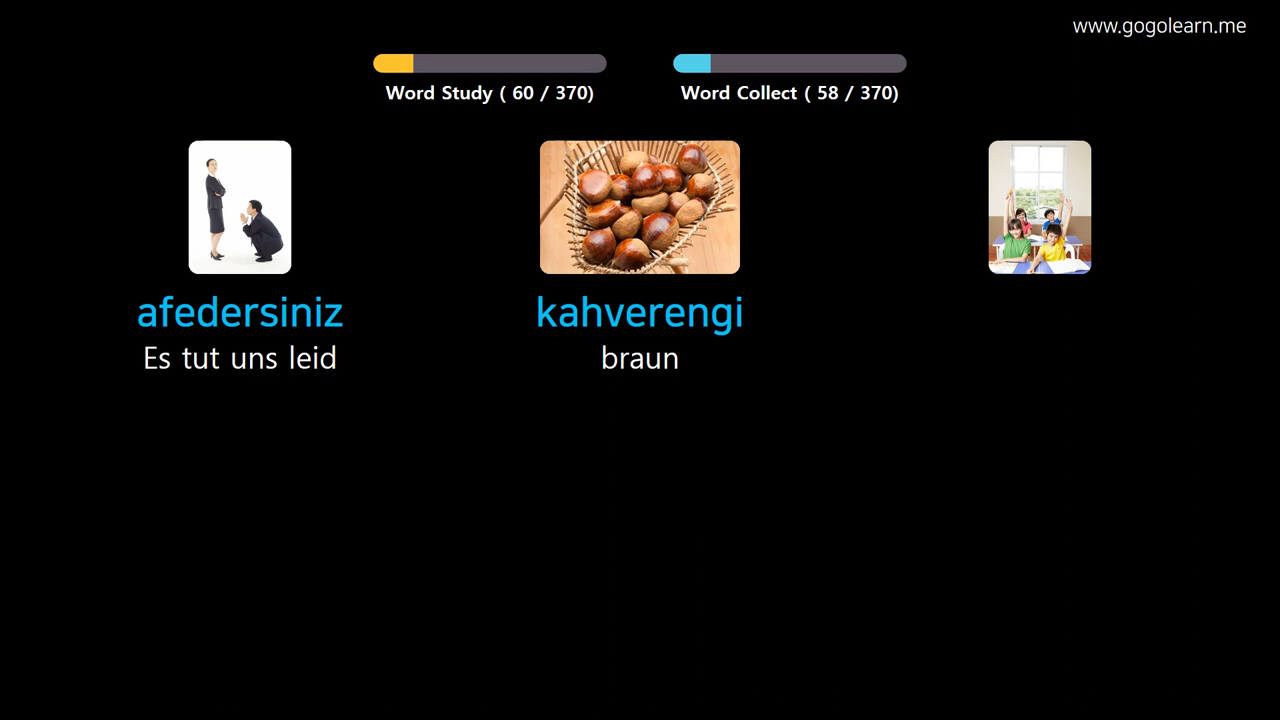 www.gogolearn.me
Word Study ( 60 / 370)
Word Collect ( 58 / 370)
afedersiniz
Es tut uns leid
kahverengi
braun